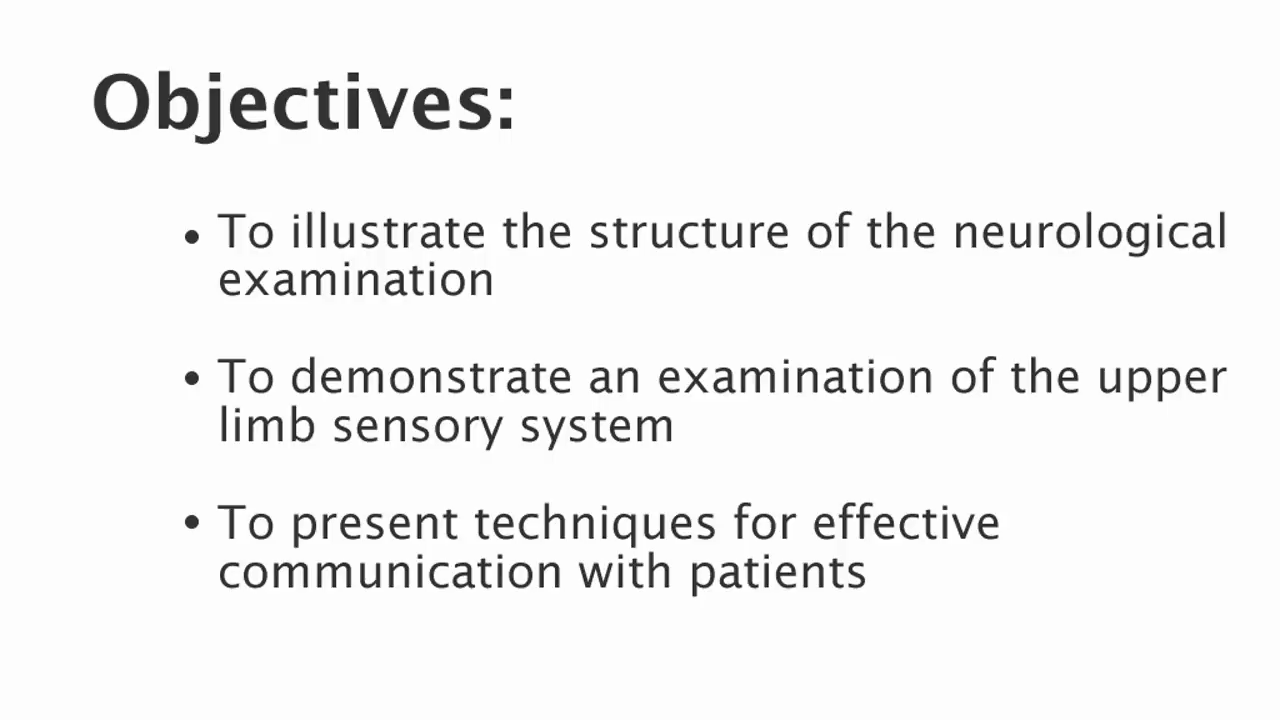 Objectives:
• To illustrate the structure of the neurological
examination
• To demonstrate an examination of the upper
limb sensory system
• To present techniques for effective
communication with patients